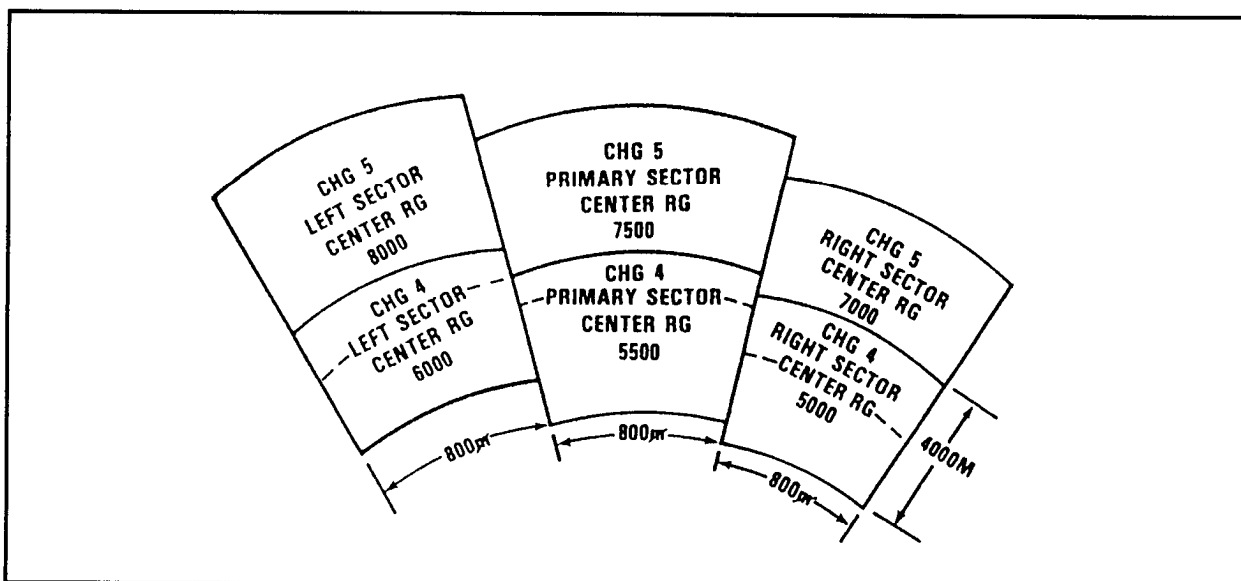 CHG 5
LEFT SECTOR
CENTER RG
8000
CHG 4
LEFT SECTOR
CENTER RG
6000
CHG 5
PRIMARY SECTOR
CENTER RG
7500
CHG 4
PRIMARY SECTOR
CENTER RG
5500
CHG 5
RIGHT SECTOR
CENTER RG
7000
CHG 4
RIGHT SECTOR
CENTER RG
5000
800 ₥
800 ₥
800 ₥
4000M